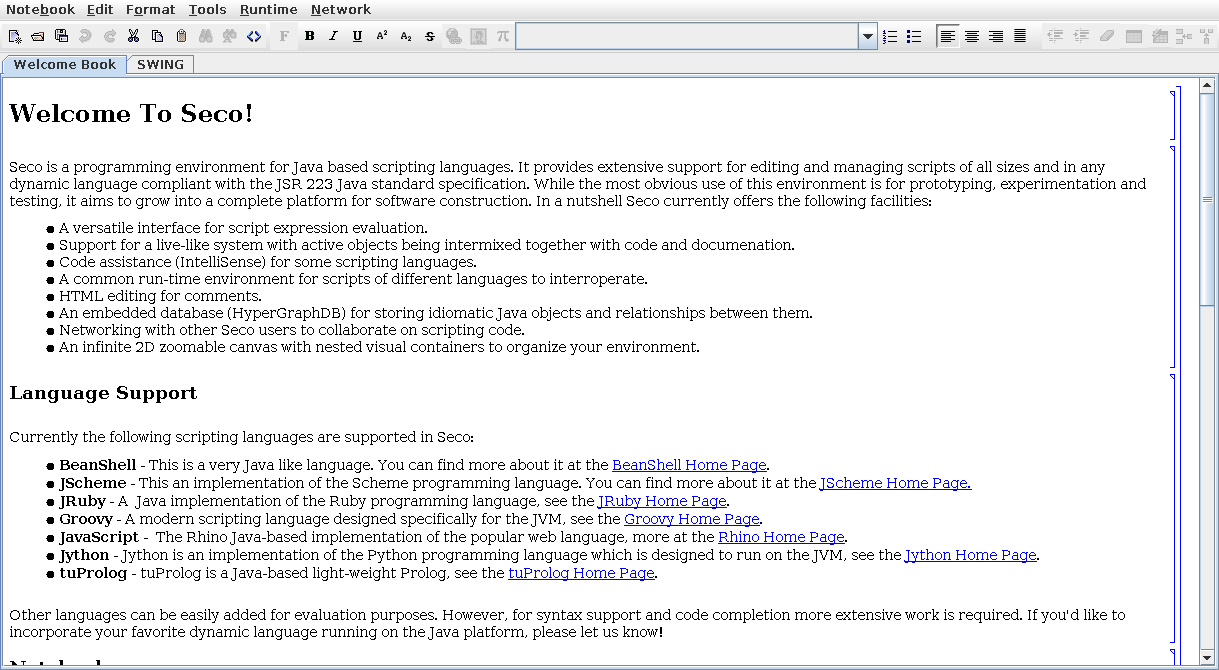 Notebook Edit Format Tools Runtime Network
F B I U A² A₂ S π
Welcome Book SWING
Welcome To Seco!
Seco is a programming environment for Java based scripting languages. It provides extensive support for editing and managing scripts of all sizes and in any
dynamic language compliant with the JSR 223 Java standard specification. While the most obvious use of this environment is for prototyping, experimentation and
testing, it aims to grow into a complete platform for software construction. In a nutshell Seco currently offers the following facilities:
● A versatile interface for script expression evaluation.
● Support for a live-like system with active objects being intermixed together with code and documenation.
● Code assistance (IntelliSense) for some scripting languages.
● A common run-time environment for scripts of different languages to interroperate.
● HTML editing for comments.
● An embedded database (HyperGraphDB) for storing idiomatic Java objects and relationships between them.
● Networking with other Seco users to collaborate on scripting code.
● An infinite 2D zoomable canvas with nested visual containers to organize your environment.
Language Support
Currently the following scripting languages are supported in Seco:
● BeanShell - This is a very Java like language. You can find more about it at the BeanShell Home Page.
● JScheme - This an implementation of the Scheme programming language. You can find more about it at the JScheme Home Page.
● JRuby - A Java implementation of the Ruby programming language, see the JRuby Home Page.
● Groovy - A modern scripting language designed specifically for the JVM, see the Groovy Home Page.
● JavaScript - The Rhino Java-based implementation of the popular web language, more at the Rhino Home Page.
● Jython - Jython is an implementation of the Python programming language which is designed to run on the JVM, see the Jython Home Page.
● tuProlog - tuProlog is a Java-based light-weight Prolog, see the tuProlog Home Page.
Other languages can be easily added for evaluation purposes. However, for syntax support and code completion more extensive work is required. If you'd like to
incorporate your favorite dynamic language running on the Java platform, please let us know!